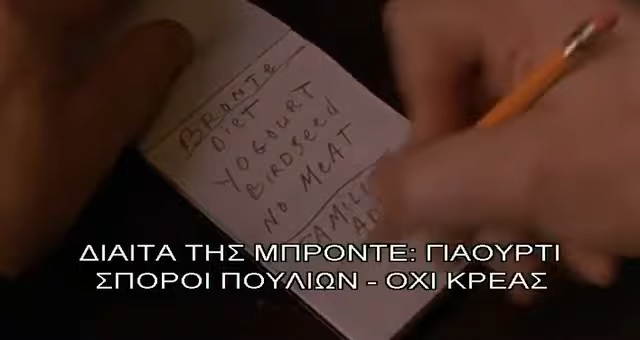 BRONTE
DIET
YOGOURT
BIRDSEED
NO MEAT
ΔΙΑΙΤΑ ΤΗΣ ΜΠΡΟΝΤΕ: ΓΙΑΟΥΡΤΙ
ΣΠΟΡΟΙ ΠΟΥΛΙΩΝ - ΟΧΙ ΚΡΕΑΣ